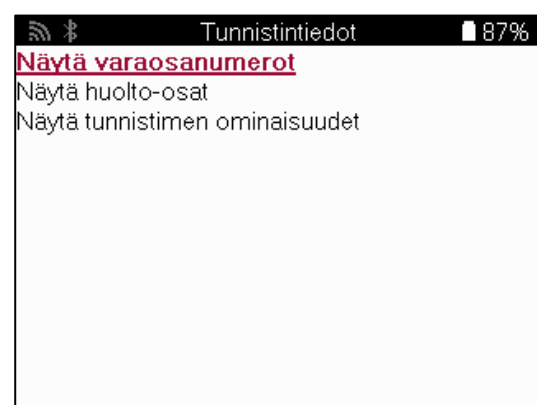 Tunnistintiedot 87%
Näytä varaosanumerot
Näytä huolto-osat
Näytä tunnistimen ominaisuudet